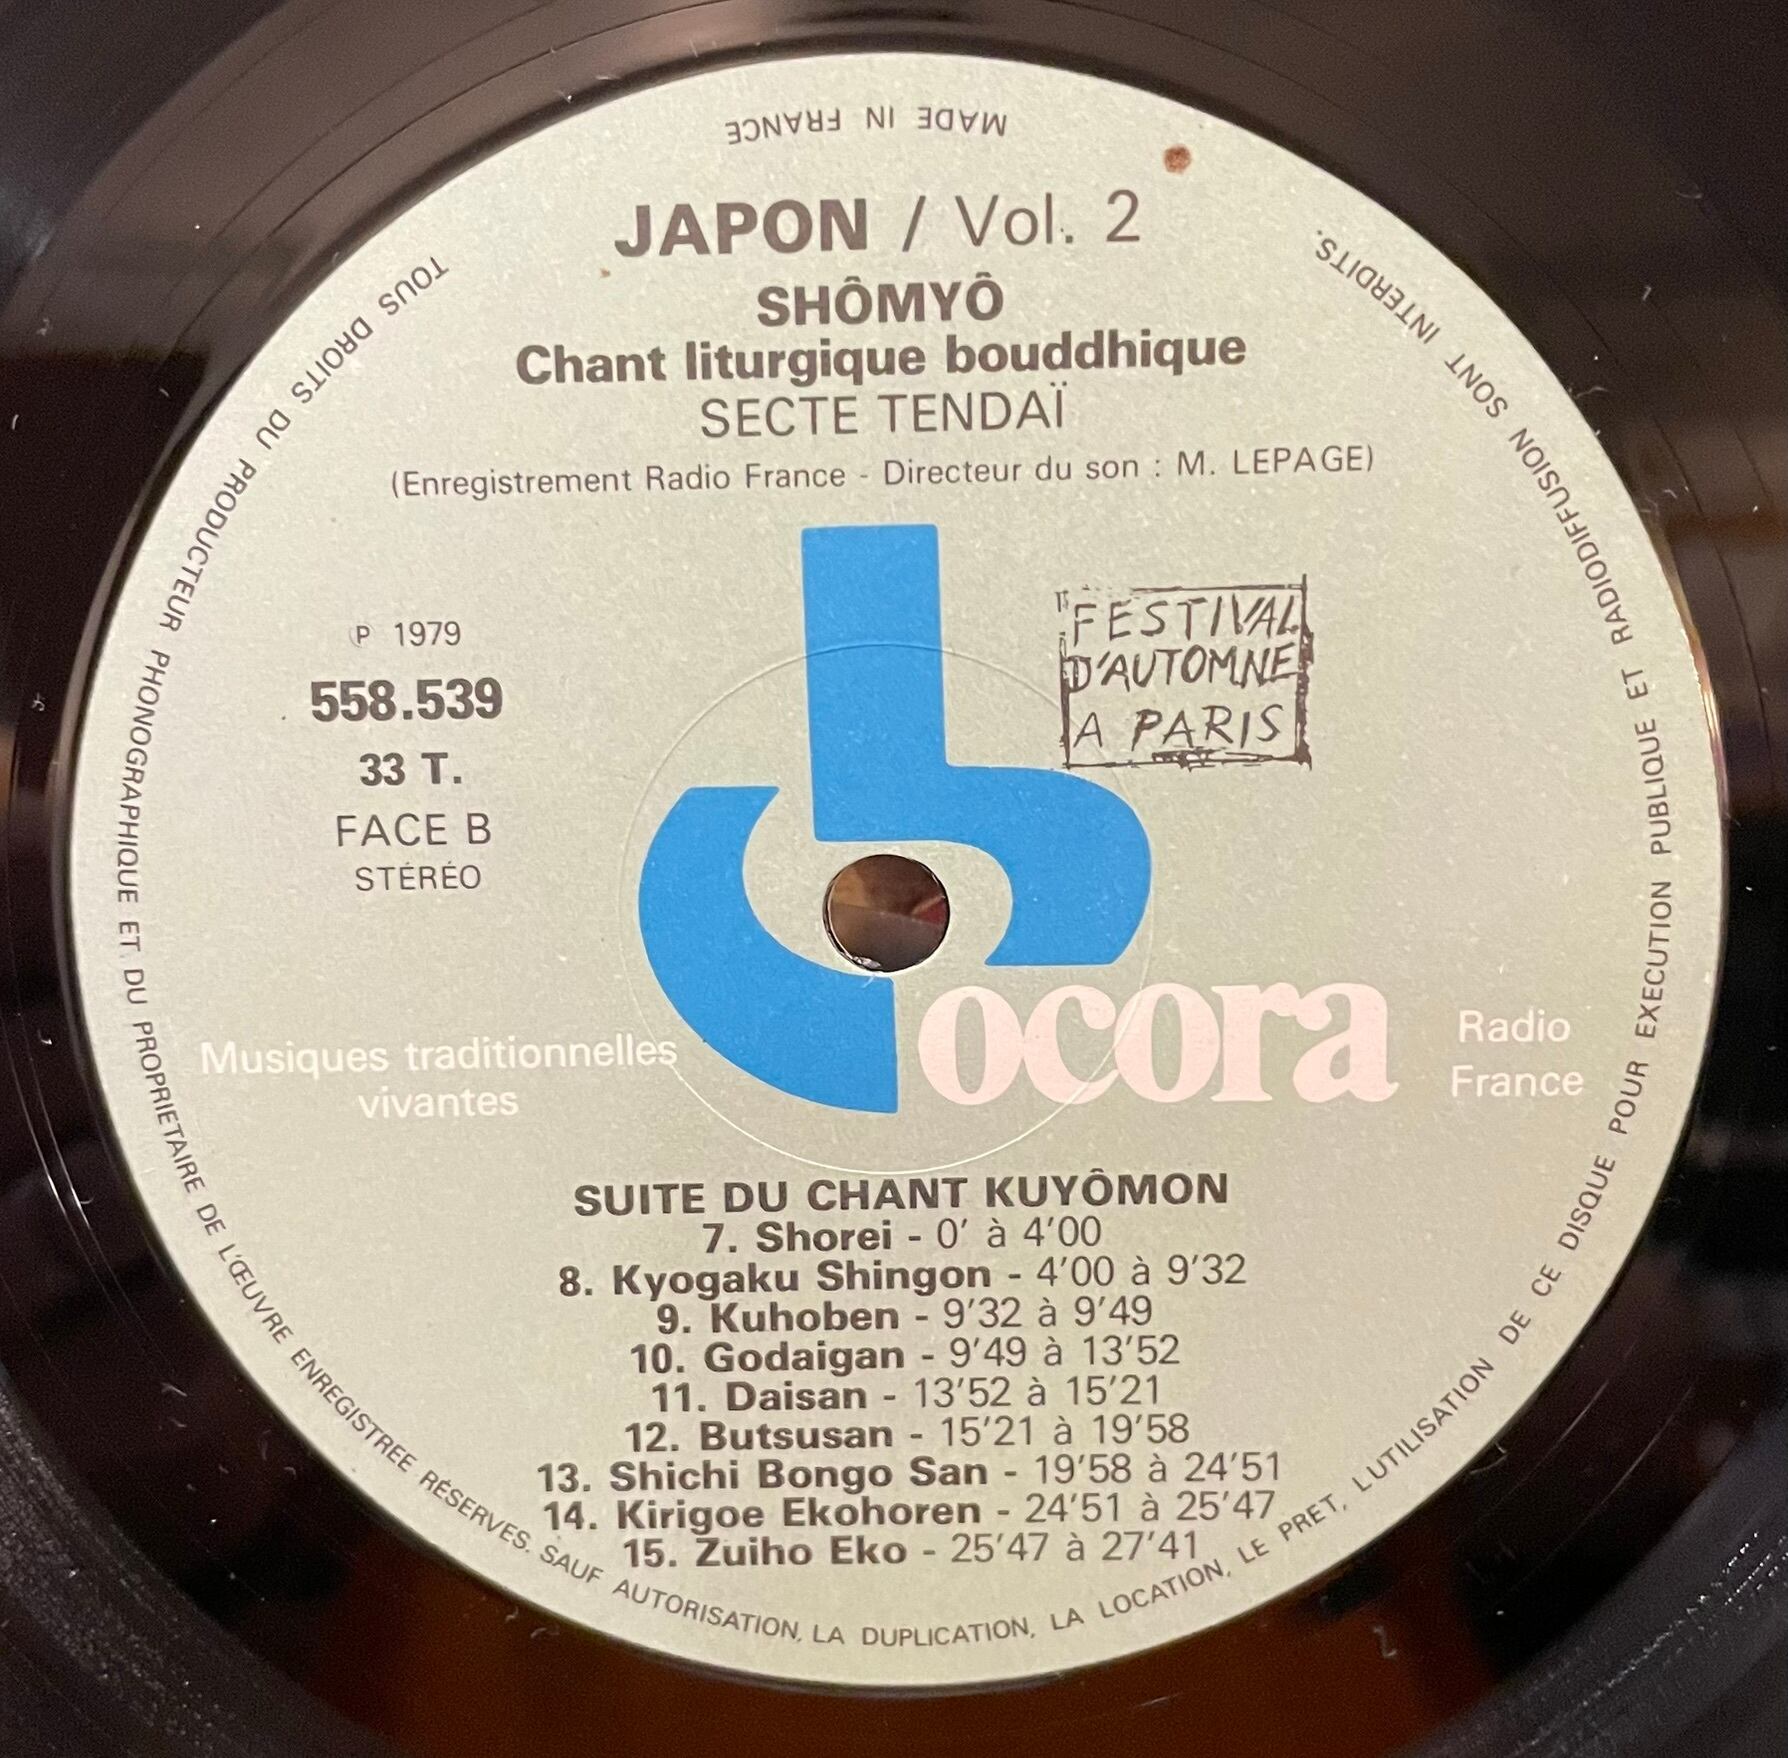 MADE IN FRANCE
JAPON / Vol. 2
SHÔMYÔ
Chant liturgique bouddhique
SECTE TENDAÏ
(Enregistrement Radio France - Directeur du son : M. LEPAGE)
℗ 1979
558.539
33 T.
FACE B
STÉRÉO
FESTIVAL
D'AUTOMNE
A PARIS
Musiques traditionnelles
vivantes
ocora
Radio
France
SUITE DU CHANT KUYÔMON
7. Shorei - 0' à 4'00
8. Kyogaku Shingon - 4'00 à 9'32
9. Kuhoben - 9'32 à 9'49
10. Godaigan - 9'49 à 13'52
11. Daisan - 13'52 à 15'21
12. Butsusan - 15'21 à 19'58
13. Shichi Bongo San - 19'58 à 24'51
14. Kirigoe Ekohoren - 24'51 à 25'47
15. Zuiho Eko - 25'47 à 27'41
TOUS DROITS DU PRODUCTEUR PHONOGRAPHIQUE ET DU PROPRIETAIRE DE L'ŒUVRE ENREGISTREE RÉSERVES. SAUF AUTORISATION, LA DUPLICATION, LA LOCATION, LE PRET, L'UTILISATION DE CE DISQUE POUR EXECUTION PUBLIQUE ET RADIODIFFUSION SONT INTERDITS.